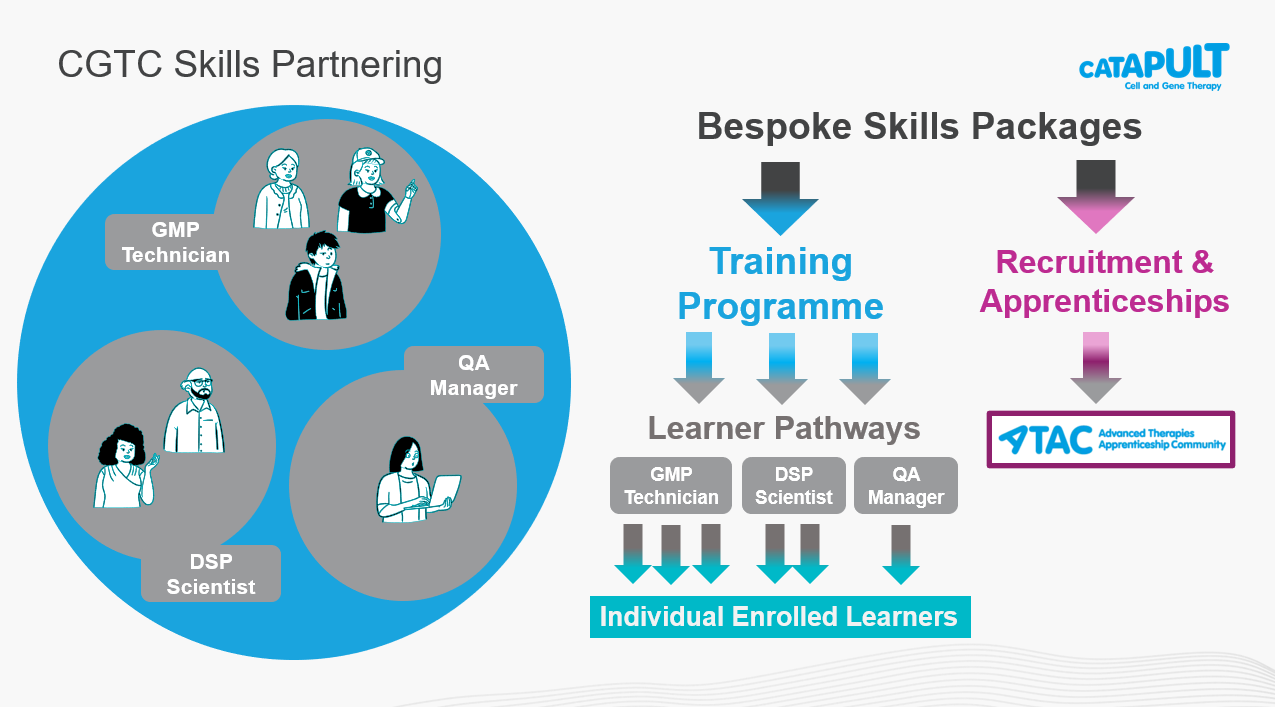 CGTC Skills Partnering
CATAPULT
Cell and Gene Therapy
GMP
Technician
QA
Manager
DSP
Scientist
Bespoke Skills Packages
Training
Programme
Recruitment &
Apprenticeships
Learner Pathways
GMP
Technician
DSP
Scientist
QA
Manager
Individual Enrolled Learners
ATAC
Advanced Therapies
Apprenticeship Community